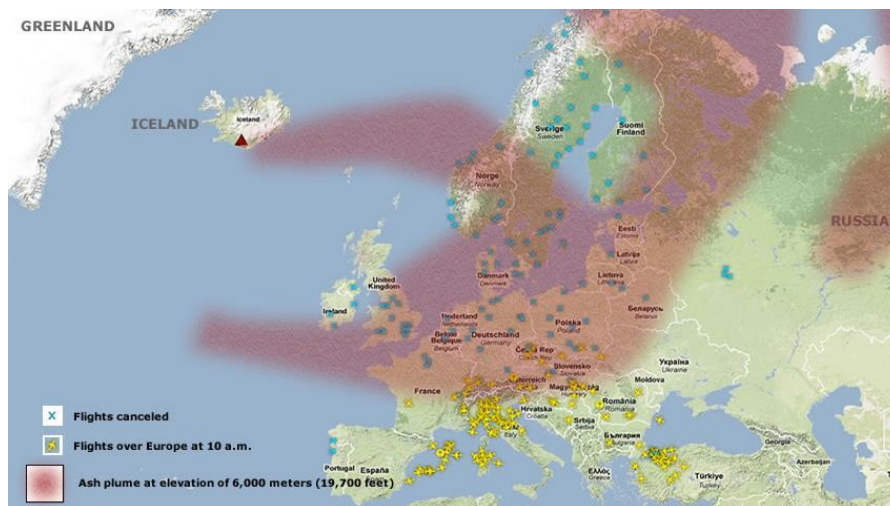 GREENLAND
ICELAND
Iceland
Sverige
Sweden
Suomi
Finland
Norge
Norway
RUSSIA
Eesti
Estonia
Latvija
Latvia
Danmark
Denmark
Lietuva
Lithuania
United
Kingdom
Ireland
Беларусь
Belarus
Nederland
Netherlands
Polska
Poland
België
Belgique
Belgium
Deutschland
Germany
Česká Rep
Czech Rep
Slovensko
Slovakia
Україна
Ukraine
Österreich
France
Magyarország
Hungary
Moldova
România
Romania
Hrvatska
Croatia
Srbija
Serbia
Italy
България
Bulgaria
Flights canceled
Flights over Europe at 10 a.m.
Portugal
España
Ελλάς
Greece
Türkiye
Turkey
Georgia
Azerbaijan
Ash plume at elevation of 6,000 meters (19,700 feet)